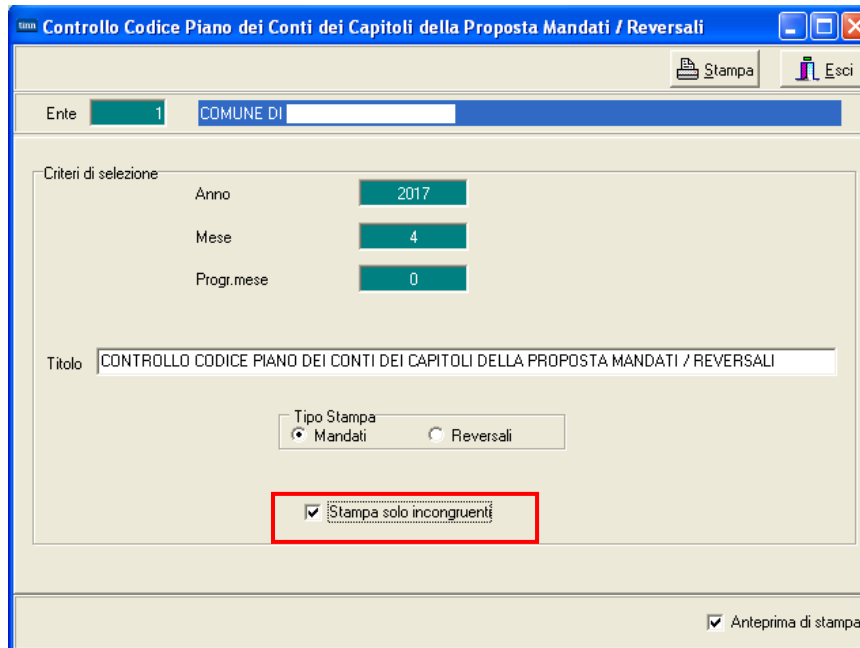 tinn Controllo Codice Piano dei Conti dei Capitoli della Proposta Mandati / Reversali
Stampa Esci
Ente 1 COMUNE DI
Criteri di selezione
Anno 2017
Mese 4
Progr.mese 0
Titolo CONTROLLO CODICE PIANO DEI CONTI DEI CAPITOLI DELLA PROPOSTA MANDATI / REVERSALI
Tipo Stampa
Mandati Reversali
Stampa solo incongruenti
Anteprima di stampa